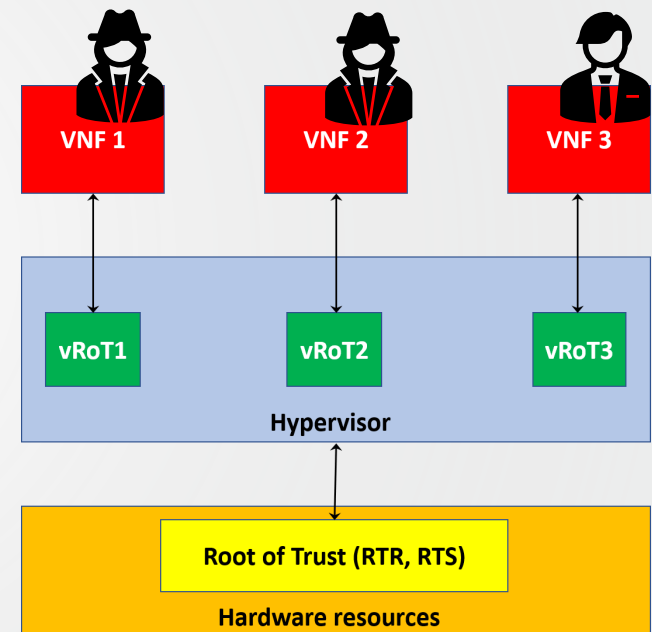 VNF 1
VNF 2
VNF 3
vRoT1
vRoT2
vRoT3
Hypervisor
Root of Trust (RTR, RTS)
Hardware resources